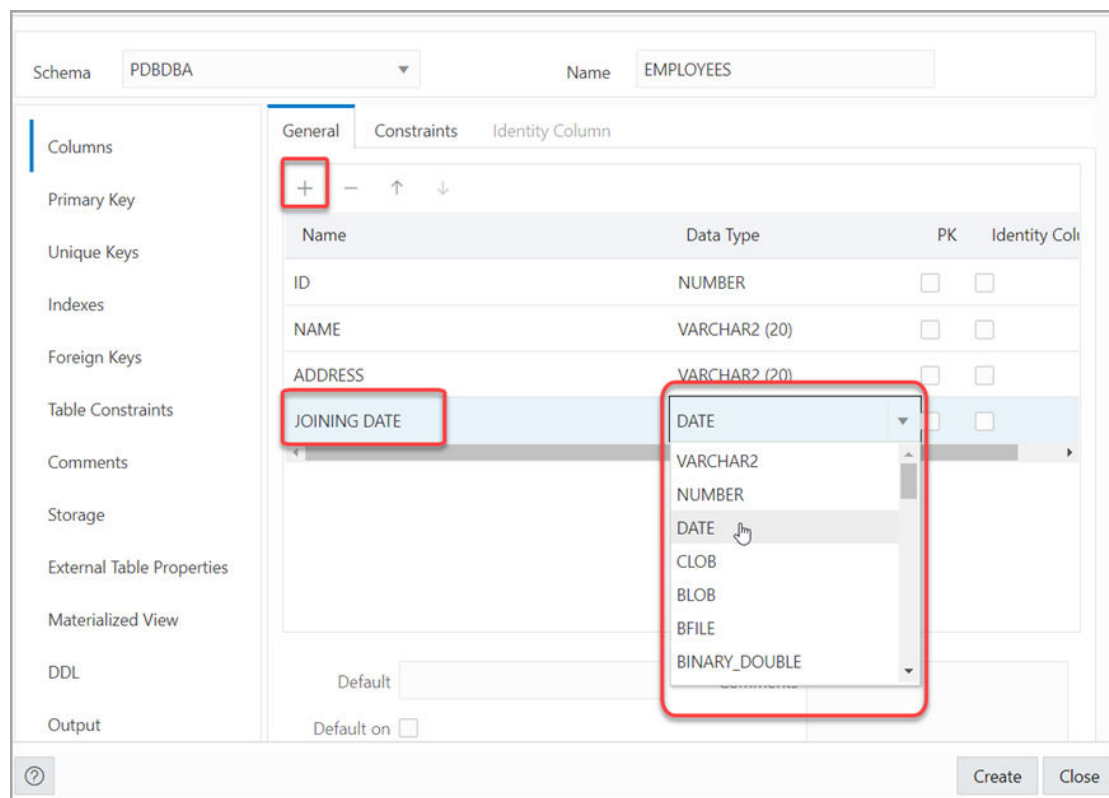 Schema PDBDBA Name EMPLOYEES
Columns
Primary Key
Unique Keys
Indexes
Foreign Keys
Table Constraints
Comments
Storage
External Table Properties
Materialized View
DDL
Output
General Constraints Identity Column
Name Data Type PK Identity Colu
ID NUMBER
NAME VARCHAR2 (20)
ADDRESS VARCHAR2 (20)
JOINING DATE DATE
VARCHAR2
NUMBER
DATE
CLOB
BLOB
BFILE
BINARY_DOUBLE
Default Comments
Default on
Create Close